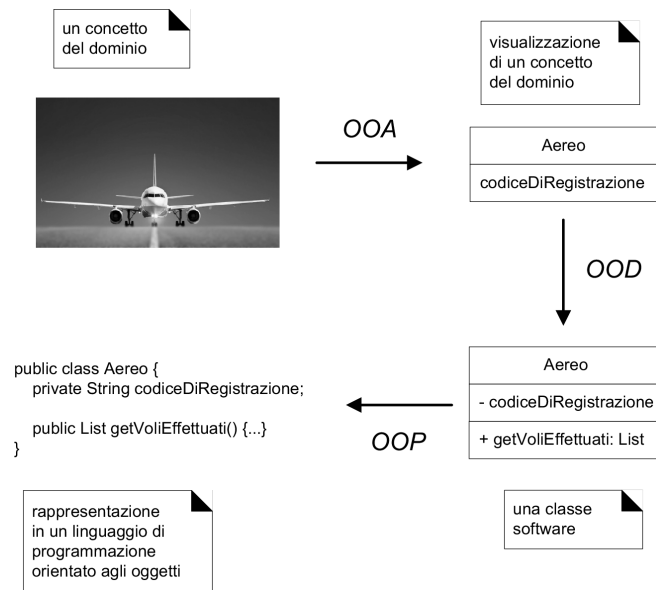 un concetto
del dominio
visualizzazione
di un concetto
del dominio
OOA
Aereo
codiceDiRegistrazione
OOD
Aereo
- codiceDiRegistrazione
+ getVoliEffettuati: List
OOP
public class Aereo {
private String codiceDiRegistrazione;
public List getVoliEffettuati() {...}
}
rappresentazione
in un linguaggio di
programmazione
orientato agli oggetti
una classe
software